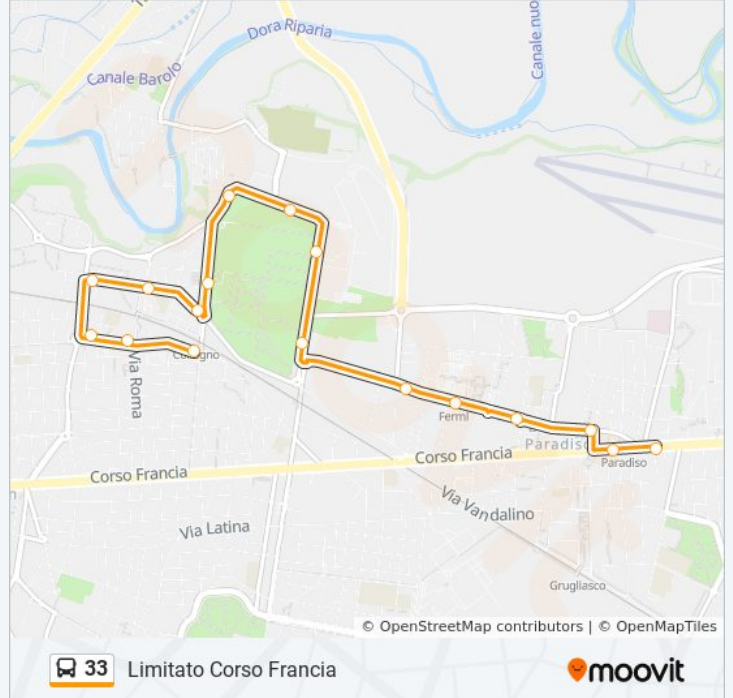 Dora Riparia
Canale nuo
Canale Barolo
Via Roma
Fermi
Paradiso
Paradiso
Corso Francia
Corso Francia
Via Vandalino
Via Latina
Grugliasco
© OpenStreetMap contributors | © OpenMapTiles
33 Limitato Corso Francia
moovit